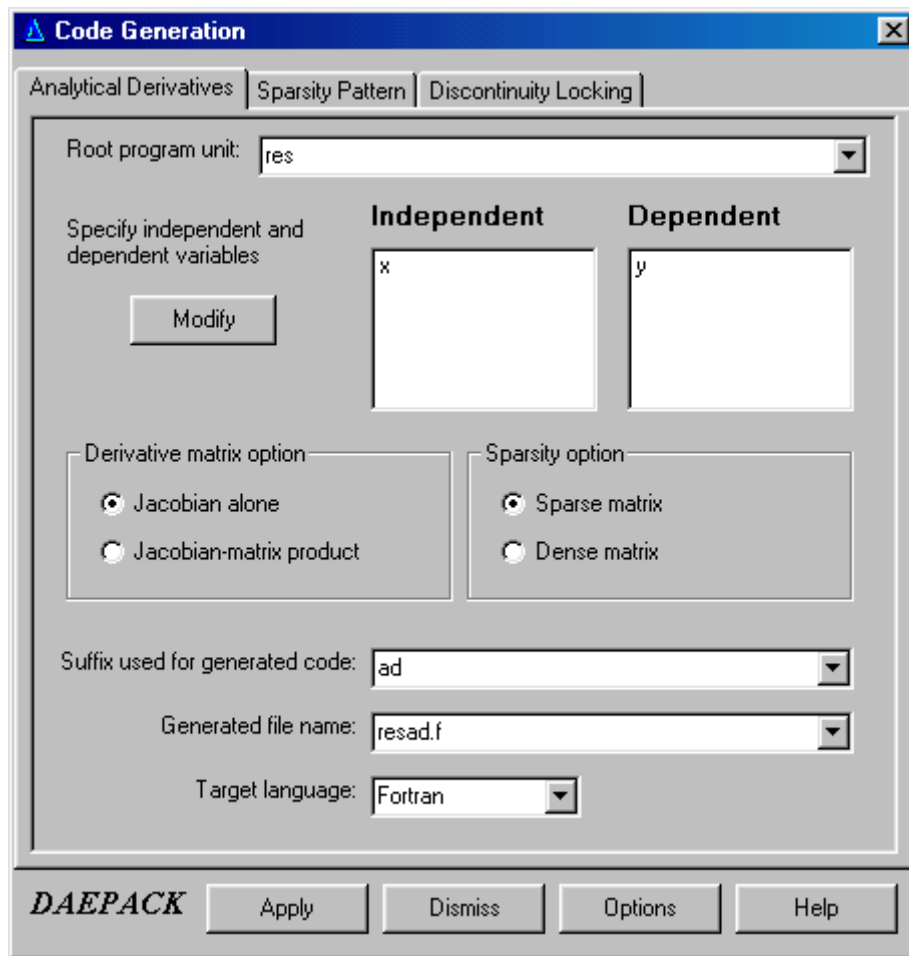 Code Generation
Analytical Derivatives
Sparsity Pattern
Discontinuity Locking
Root program unit:
res
Specify independent and
dependent variables
Modify
Independent
Dependent
x
y
Derivative matrix option
Jacobian alone
Jacobian-matrix product
Sparsity option
Sparse matrix
Dense matrix
Suffix used for generated code:
ad
Generated file name:
resad.f
Target language:
Fortran
DAEPACK
Apply
Dismiss
Options
Help